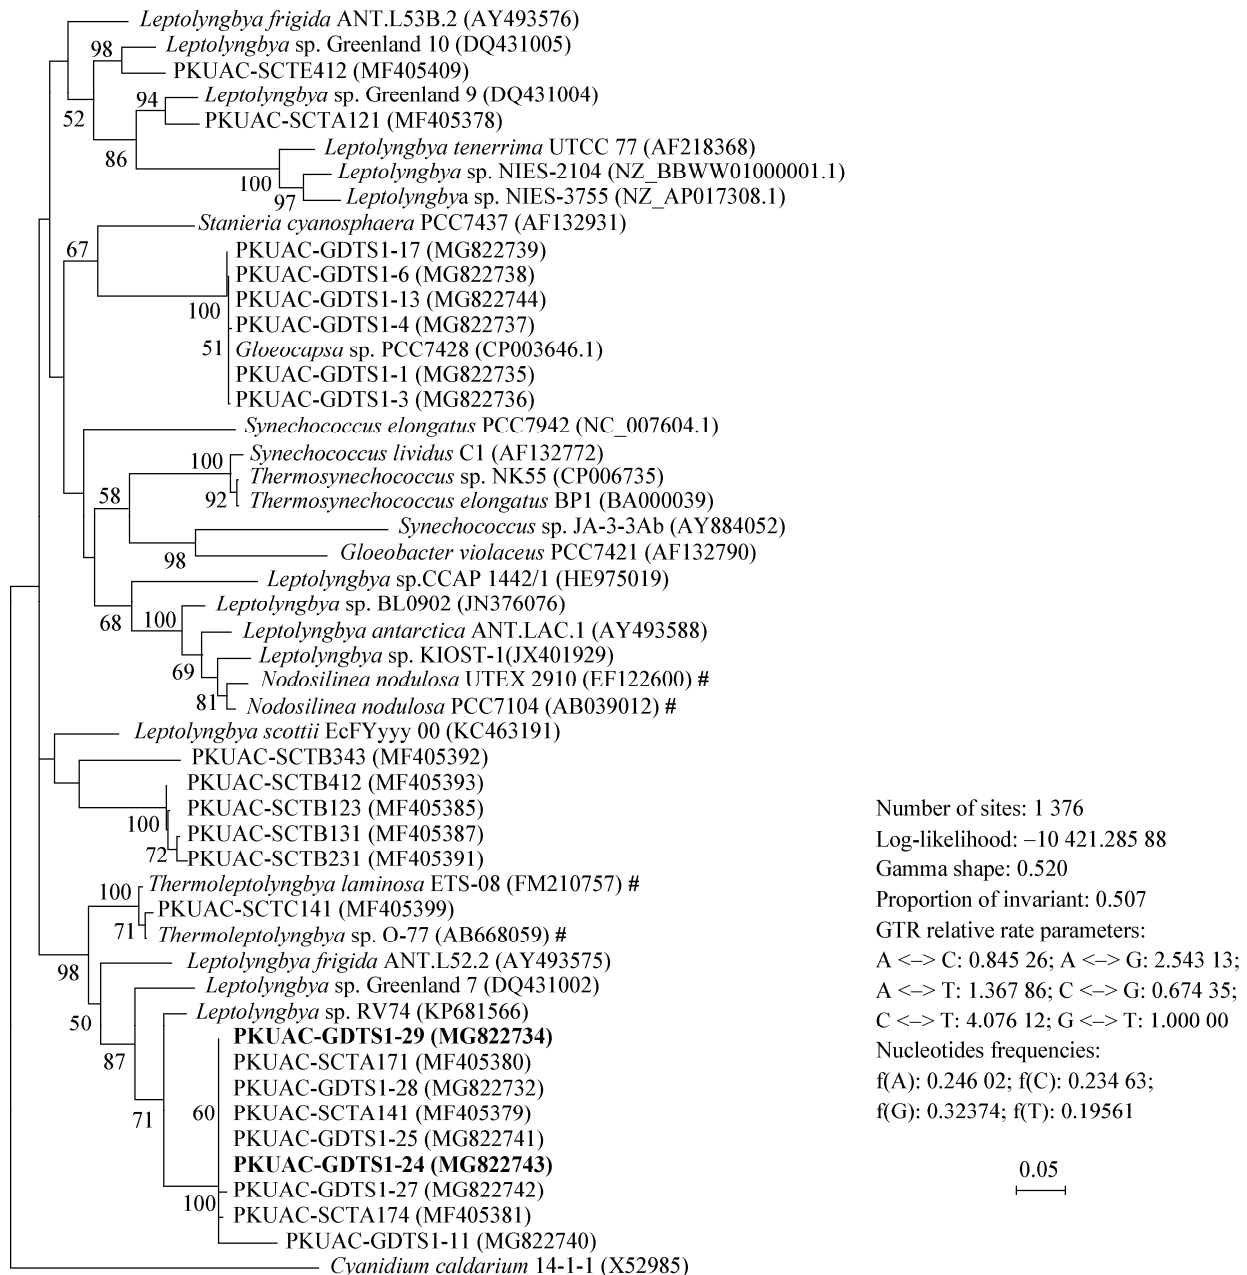 Leptolyngbya frigida ANT.L53B.2 (AY493576)
98
Leptolyngbya sp. Greenland 10 (DQ431005)
PKUAC-SCTE412 (MF405409)
52
94
Leptolyngbya sp. Greenland 9 (DQ431004)
PKUAC-SCTA121 (MF405378)
86
Leptolyngbya tenerrima UTCC 77 (AF218368)
Leptolyngbya sp. NIES-2104 (NZ_BBWW01000001.1)
100
97
Leptolyngbya sp. NIES-3755 (NZ_AP017308.1)
Stanieria cyanosphaera PCC7437 (AF132931)
67
PKUAC-GDTS1-17 (MG822739)
PKUAC-GDTS1-6 (MG822738)
PKUAC-GDTS1-13 (MG822744)
100
PKUAC-GDTS1-4 (MG822737)
51
Gloeocapsa sp. PCC7428 (CP003646.1)
PKUAC-GDTS1-1 (MG822735)
PKUAC-GDTS1-3 (MG822736)
Synechococcus elongatus PCC7942 (NC_007604.1)
Synechococcus lividus C1 (AF132772)
100
Thermosynechococcus sp. NK55 (CP006735)
58
92
Thermosynechococcus elongatus BP1 (BA000039)
Synechococcus sp. JA-3-3Ab (AY884052)
98
Gloeobacter violaceus PCC7421 (AF132790)
Leptolyngbya sp.CCAP 1442/1 (HE975019)
68
100
Leptolyngbya sp. BL0902 (JN376076)
Leptolyngbya antarctica ANT.LAC.1 (AY493588)
Leptolyngbya sp. KIOST-1(JX401929)
69
Nodosilinea nodulosa UTEX 2910 (EF122600) #
81
Nodosilinea nodulosa PCC7104 (AB039012) #
Leptolyngbya scottii EcFYyyy 00 (KC463191)
PKUAC-SCTB343 (MF405392)
PKUAC-SCTB412 (MF405393)
PKUAC-SCTB123 (MF405385)
100
PKUAC-SCTB131 (MF405387)
72
PKUAC-SCTB231 (MF405391)
100
Thermoleptolyngbya laminosa ETS-08 (FM210757) #
PKUAC-SCTC141 (MF405399)
71
Thermoleptolyngbya sp. O-77 (AB668059) #
98
Leptolyngbya frigida ANT.L52.2 (AY493575)
Leptolyngbya sp. Greenland 7 (DQ431002)
50
Leptolyngbya sp. RV74 (KP681566)
87
PKUAC-GDTS1-29 (MG822734)
PKUAC-SCTA171 (MF405380)
PKUAC-GDTS1-28 (MG822732)
71
60
PKUAC-SCTA141 (MF405379)
PKUAC-GDTS1-25 (MG822741)
PKUAC-GDTS1-24 (MG822743)
PKUAC-GDTS1-27 (MG822742)
100
PKUAC-SCTA174 (MF405381)
PKUAC-GDTS1-11 (MG822740)
Cyanidium caldarium 14-1-1 (X52985)
Number of sites: 1 376
Log-likelihood: –10 421.285 88
Gamma shape: 0.520
Proportion of invariant: 0.507
GTR relative rate parameters:
A <–> C: 0.845 26; A <–> G: 2.543 13;
A <–> T: 1.367 86; C <–> G: 0.674 35;
C <–> T: 4.076 12; G <–> T: 1.000 00
Nucleotides frequencies:
f(A): 0.246 02; f(C): 0.234 63;
f(G): 0.32374; f(T): 0.19561
0.05